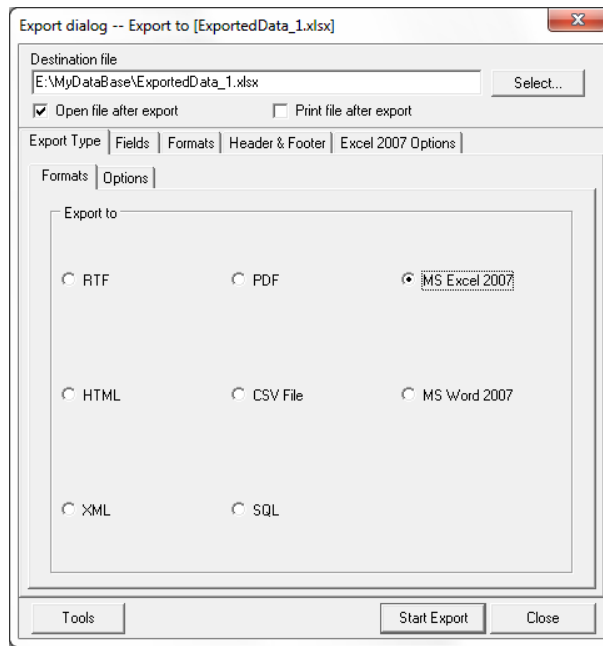 Export dialog -- Export to [ExportedData_1.xlsx]
Destination file
E:\MyDataBase\ExportedData_1.xlsx Select...
Open file after export Print file after export
Export Type Fields Formats Header & Footer Excel 2007 Options
Formats Options
Export to
RTF PDF MS Excel 2007
HTML CSV File MS Word 2007
XML SQL
Tools Start Export Close